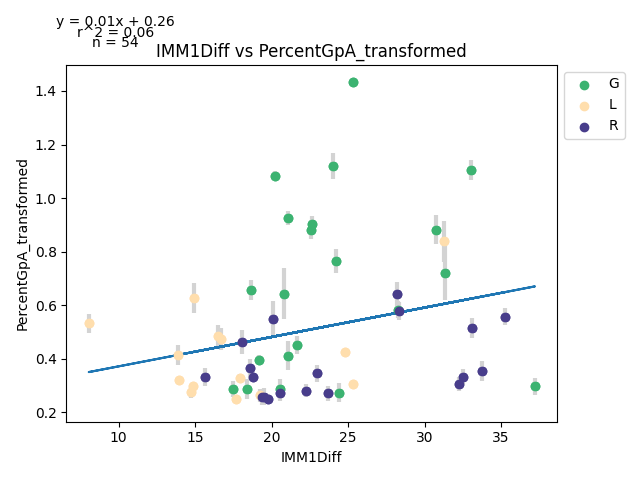 y = 0.01x + 0.26
r^2 = 0.06
n = 54
IMM1Diff vs PercentGpA_transformed
G
L
R
PercentGpA_transformed
1.4
1.2
1.0
0.8
0.6
0.4
0.2
10
15
20
25
30
35
IMM1Diff